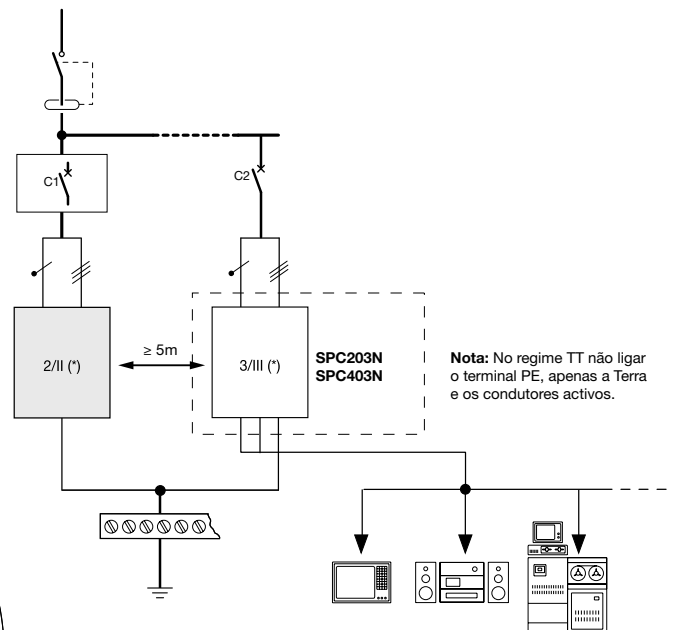 C1
C2
2/II (*)
≥ 5m
3/III (*)
SPC203N
SPC403N
Nota: No regime TT não ligar
o terminal PE, apenas a Terra
e os condutores activos.